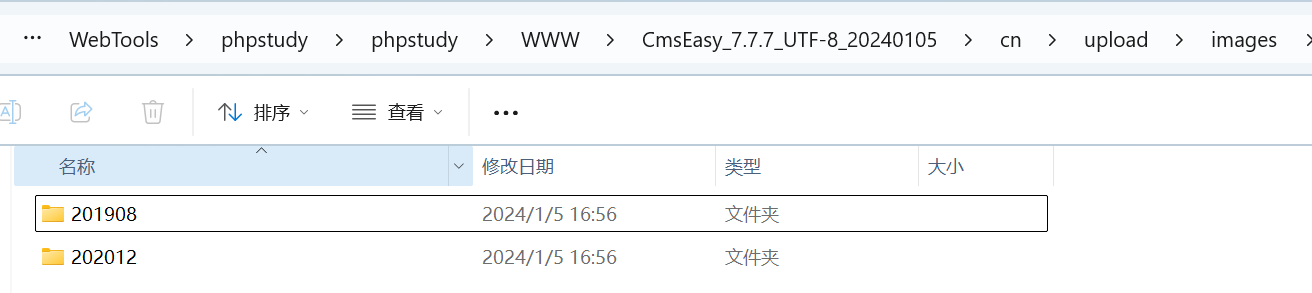 ··· WebTools > phpstudy > phpstudy > WWW > CmsEasy_7.7.7_UTF-8_20240105 > cn > upload > images >
A 排序 查看 ···
名称 修改日期 类型 大小
201908 2024/1/5 16:56 文件夹
202012 2024/1/5 16:56 文件夹